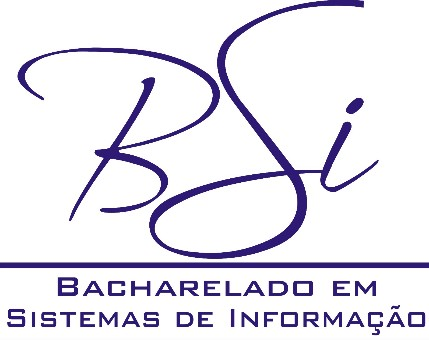 BSi
Bacharelado em
Sistemas de Informação